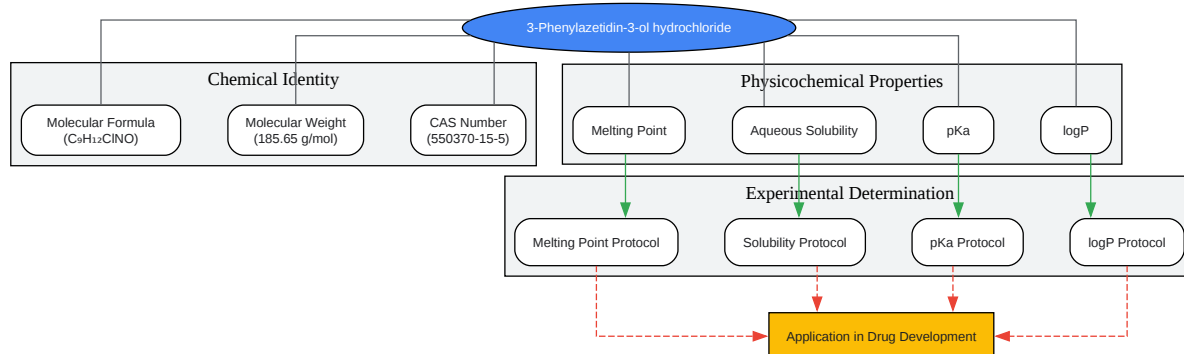 3-Phenylazetidin-3-ol hydrochloride
Chemical Identity
Physicochemical Properties
Molecular Formula
(C₉H₁₂ClNO)
Molecular Weight
(185.65 g/mol)
CAS Number
(550370-15-5)
Melting Point
Aqueous Solubility
pKa
logP
Experimental Determination
Melting Point Protocol
Solubility Protocol
pKa Protocol
logP Protocol
Application in Drug Development